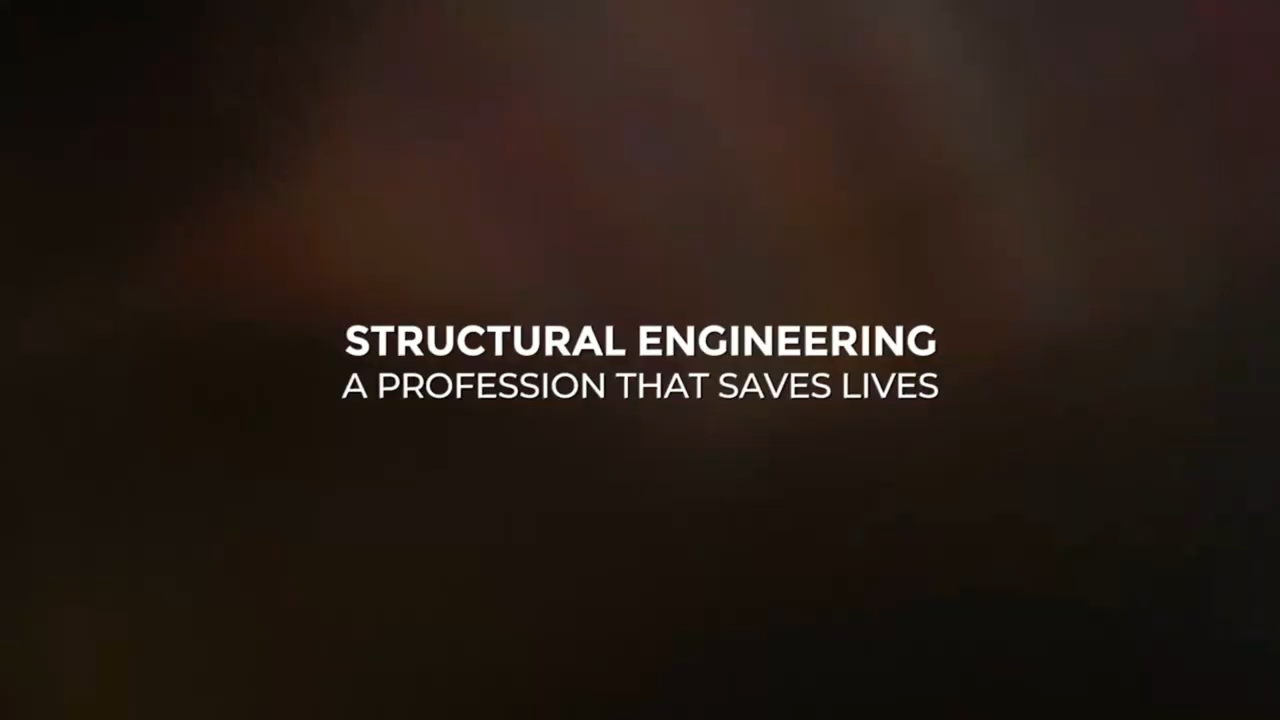 STRUCTURAL ENGINEERING
A PROFESSION THAT SAVES LIVES